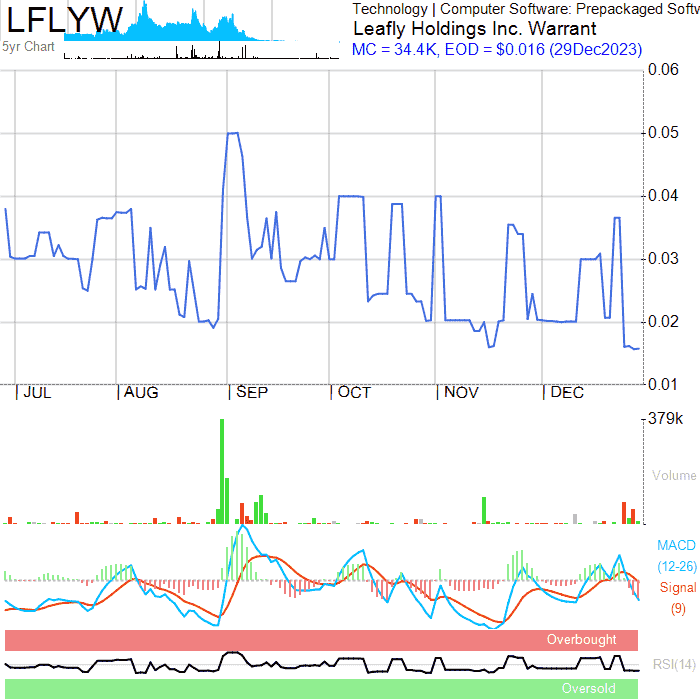 LFLYW
5yr Chart
Technology | Computer Software: Prepackaged Softw
Leafly Holdings Inc. Warrant
MC = 34.4K, EOD = $0.016 (29Dec2023)
0.06
0.05
0.04
0.03
0.02
0.01
JUL AUG SEP OCT NOV DEC
379k
Volume
MACD
(12-26)
Signal
(9)
Overbought
RSI(14)
Oversold